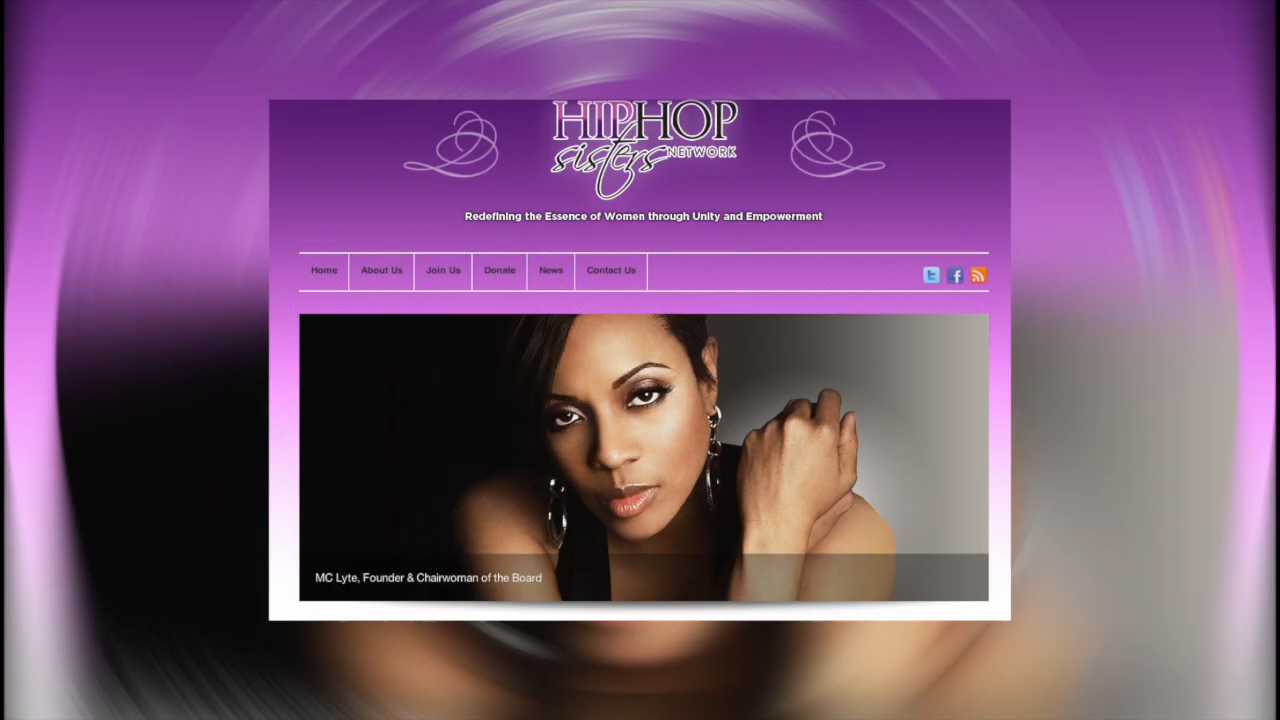 HIPHOP
sisters NETWORK
Redefining the Essence of Women through Unity and Empowerment
Home About Us Join Us Donate News Contact Us
MC Lyte, Founder & Chairwoman of the Board